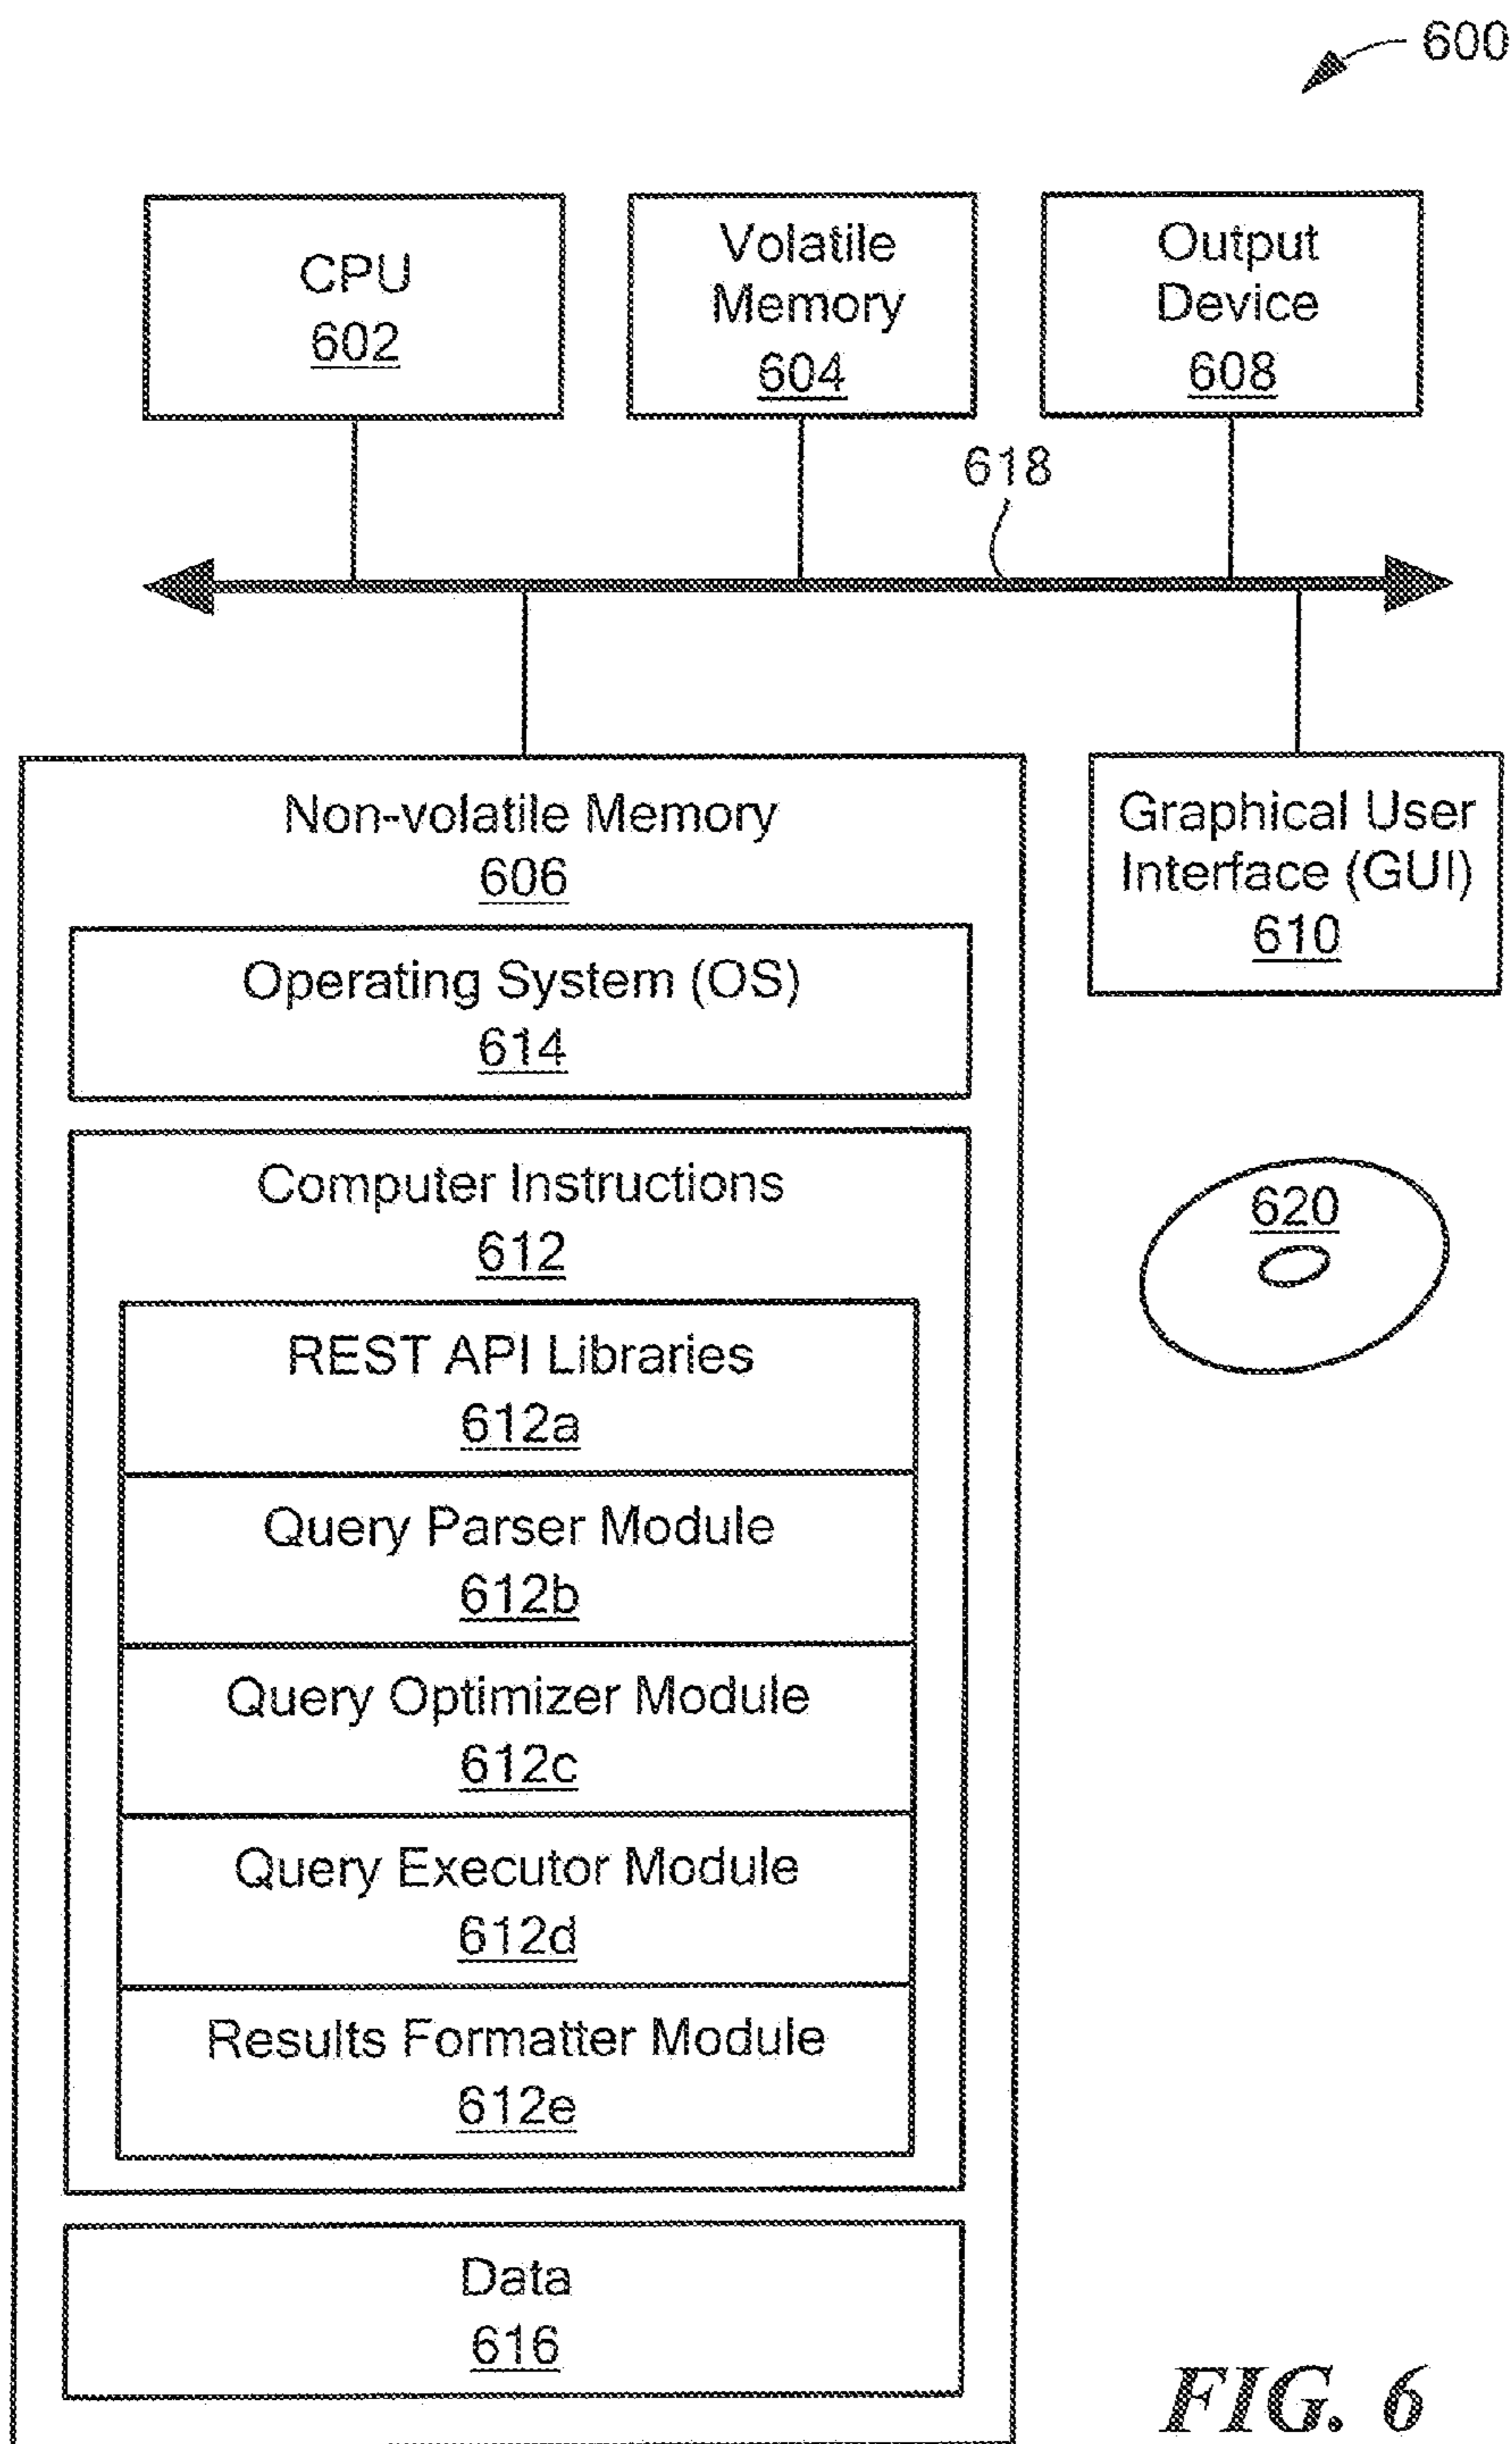 600
CPU
602
Volatile
Memory
604
Output
Device
608
618
Non-volatile Memory
606
Graphical User
Interface (GUI)
610
Operating System (OS)
614
Computer Instructions
612
620
REST API Libraries
612a
Query Parser Module
612b
Query Optimizer Module
612c
Query Executor Module
612d
Results Formatter Module
612e
Data
616
FIG. 6